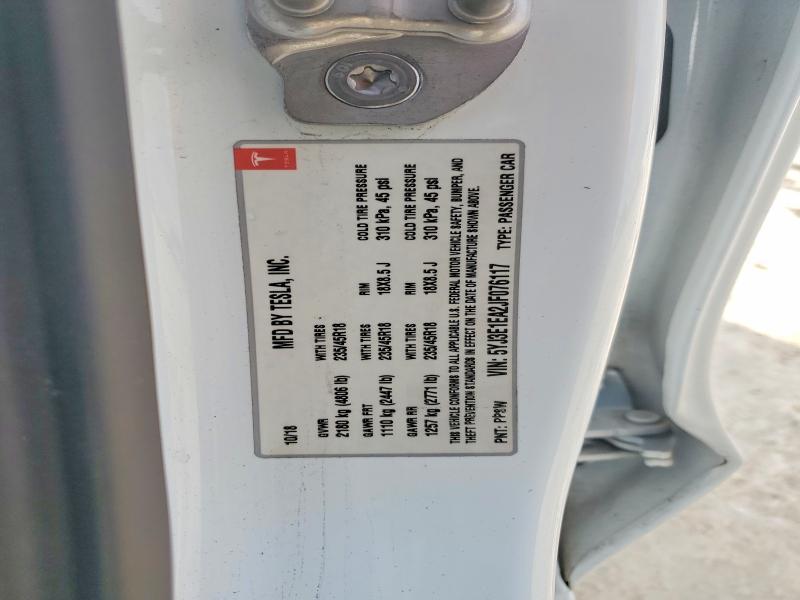 TESLA
10/18 MFD BY TESLA, INC.
GVWR WITH TIRES
2180 kg (4806 lb) 235/45R18
GAWR FRT WITH TIRES RIM COLD TIRE PRESSURE
1110 kg (2447 lb) 235/45R18 18X8.5 J 310 kPa, 45 psi
GAWR RR WITH TIRES RIM COLD TIRE PRESSURE
1257 kg (2771 lb) 235/45R18 18X8.5 J 310 kPa, 45 psi
THIS VEHICLE CONFORMS TO ALL APPLICABLE U.S. FEDERAL MOTOR VEHICLE SAFETY, BUMPER, AND
THEFT PREVENTION STANDARDS IN EFFECT ON THE DATE OF MANUFACTURE SHOWN ABOVE.
PNT: VIN: 5YJ3E1EA2JF076117 TYPE: PASSENGER CAR